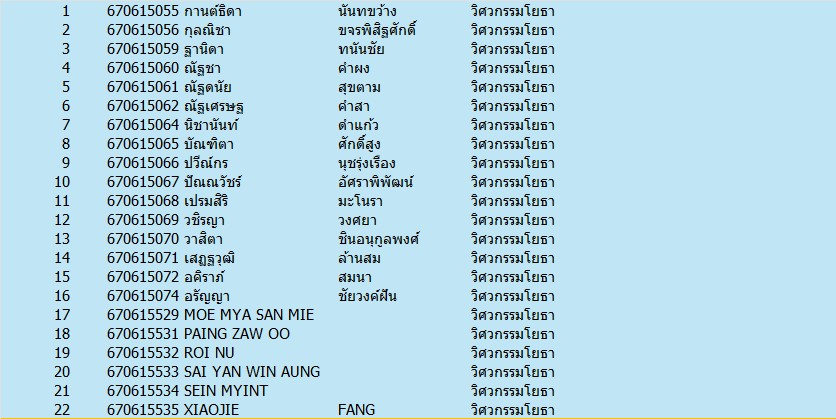 1 670615055 กานต์ธิดา นันทขว้าง วิศวกรรมโยธา
2 670615056 กุลณิชา ขจรพิสิฐศักดิ์ วิศวกรรมโยธา
3 670615059 ฐานิดา ทนันชัย วิศวกรรมโยธา
4 670615060 ณัฐชา คำผง วิศวกรรมโยธา
5 670615061 ณัฐดนัย สุขตาม วิศวกรรมโยธา
6 670615062 ณัฐเศรษฐ คำสา วิศวกรรมโยธา
7 670615064 นิชานันท์ ดำแก้ว วิศวกรรมโยธา
8 670615065 บัณฑิตา ศักดิ์สูง วิศวกรรมโยธา
9 670615066 ปวีณ์กร นุชรุ่งเรือง วิศวกรรมโยธา
10 670615067 ปัณณวัชร์ อัศราพิพัฒน์ วิศวกรรมโยธา
11 670615068 เปรมสิริ มะโนรา วิศวกรรมโยธา
12 670615069 วชิรญา วงศยา วิศวกรรมโยธา
13 670615070 วาสิตา ชินอนุกูลพงศ์ วิศวกรรมโยธา
14 670615071 เสฏฐวุฒิ ล้านสม วิศวกรรมโยธา
15 670615072 อคิราภ์ สมนา วิศวกรรมโยธา
16 670615074 อรัญญา ชัยวงค์ฝั้น วิศวกรรมโยธา
17 670615529 MOE MYA SAN MIE วิศวกรรมโยธา
18 670615531 PAING ZAW OO วิศวกรรมโยธา
19 670615532 ROI NU วิศวกรรมโยธา
20 670615533 SAI YAN WIN AUNG วิศวกรรมโยธา
21 670615534 SEIN MYINT วิศวกรรมโยธา
22 670615535 XIAOJIE FANG วิศวกรรมโยธา